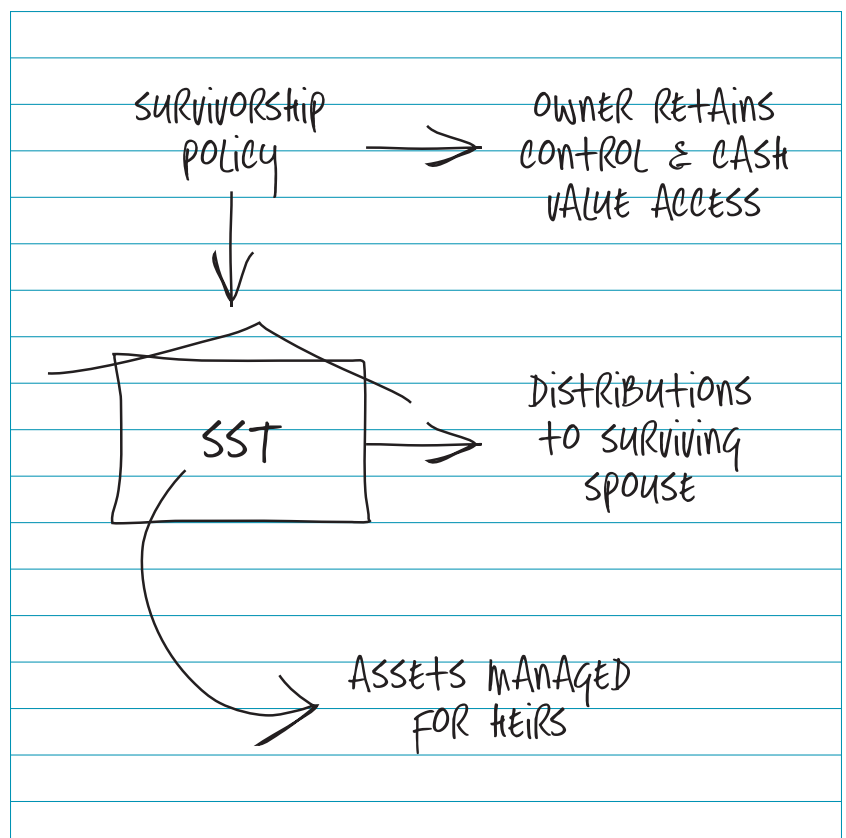 SURVIVORSHIP
POLICY
OWNER RETAINS
CONTROL & CASH
VALUE ACCESS
SST
DISTRIBUTIONS
TO SURVIVING
SPOUSE
ASSETS MANAGED
FOR HEIRS